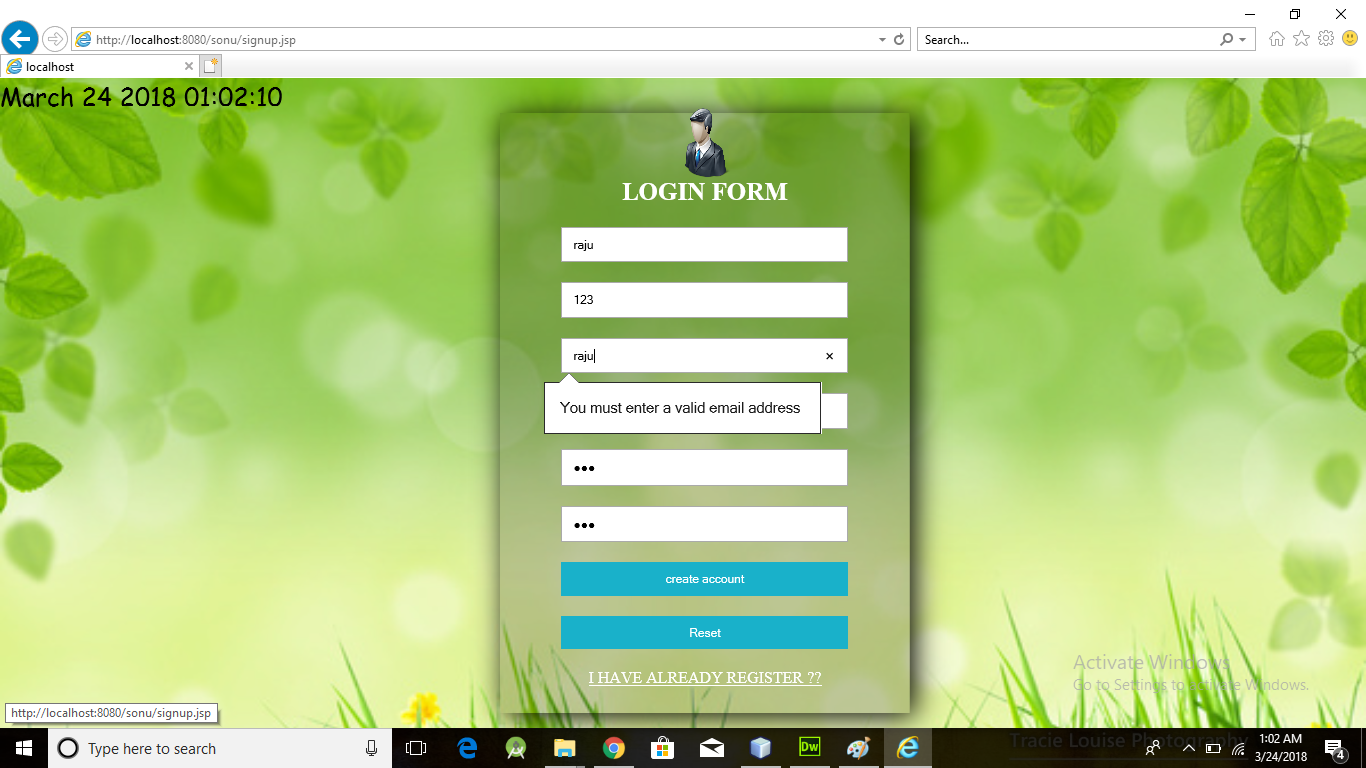 http://localhost:8080/sonu/signup.jsp
Search...
localhost
March 24 2018 01:02:10
LOGIN FORM
raju
123
raju
You must enter a valid email address
create account
Reset
I HAVE ALREADY REGISTER ??
Activate Windows
Go to Settings to activate Windows.
http://localhost:8080/sonu/signup.jsp
Tracie Louise Photography
Type here to search
Dw
1:02 AM
3/24/2018
4